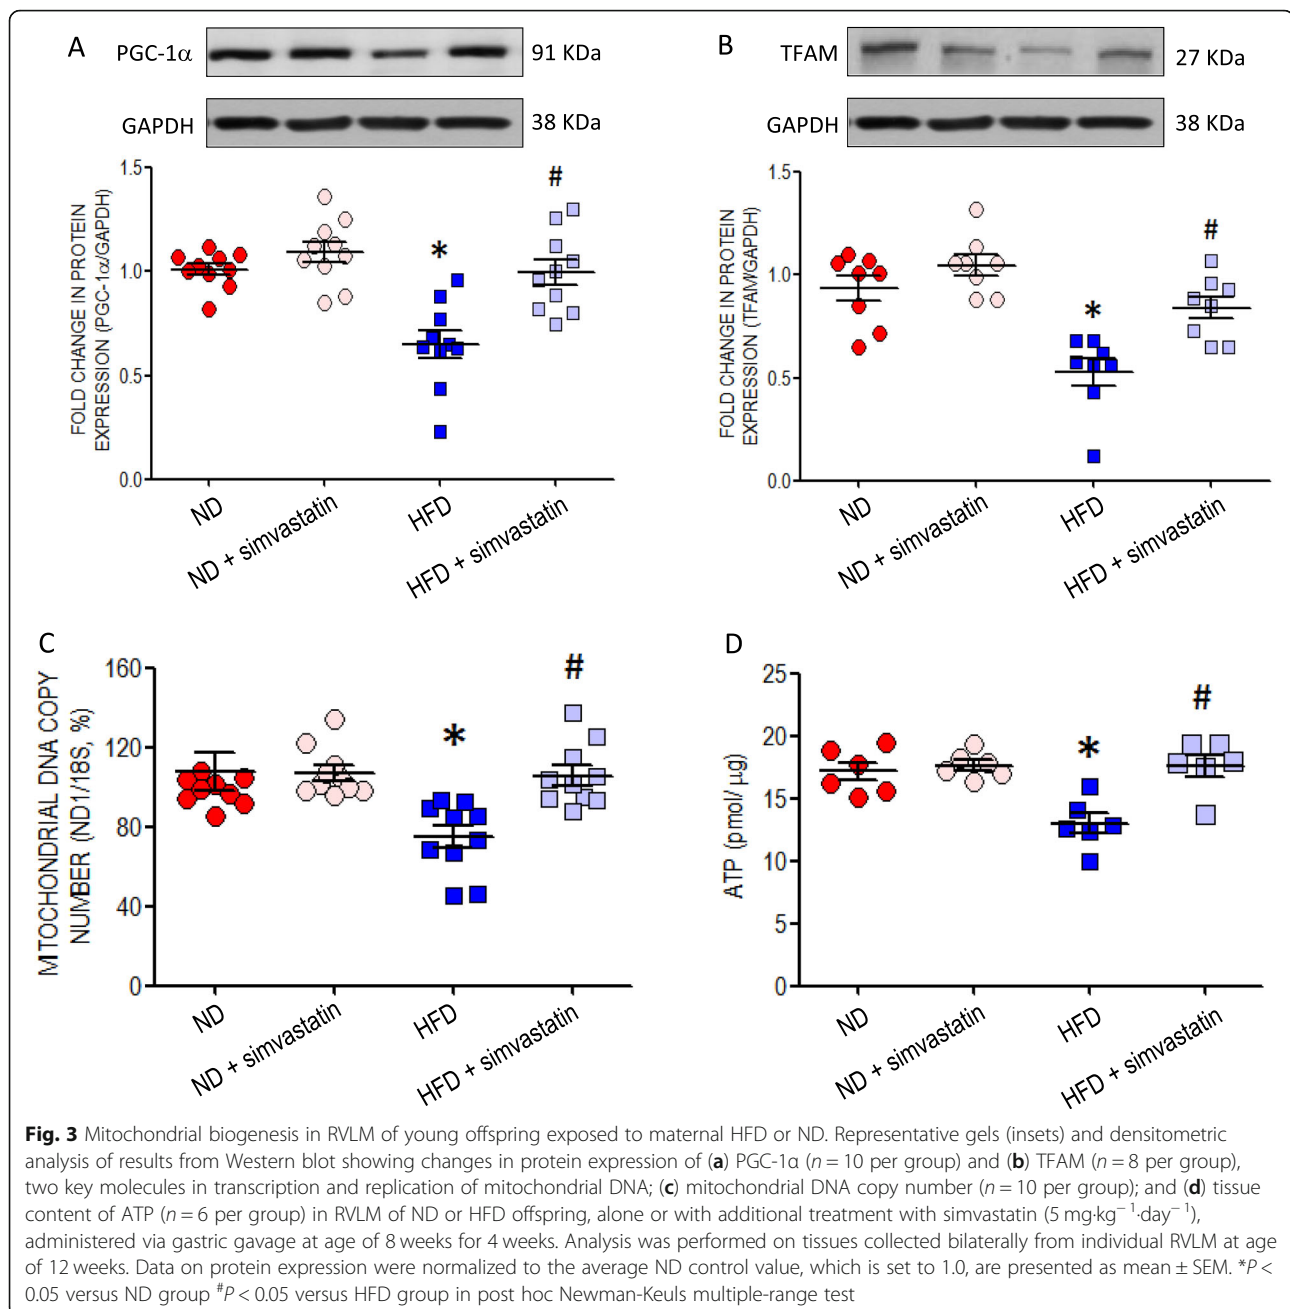 A
PGC-1α
91 KDa
GAPDH
38 KDa
FOLD CHANGE IN PROTEIN
EXPRESSION (PGC-1α/GAPDH)
1.5
1.0
0.5
0.0
*
#
ND
ND + simvastatin
HFD
HFD + simvastatin
B
TFAM
27 KDa
GAPDH
38 KDa
FOLD CHANGE IN PROTEIN
EXPRESSION (TFAM/GAPDH)
1.5
1.0
0.5
0.0
*
#
ND
ND + simvastatin
HFD
HFD + simvastatin
C
MITOCHONDRIAL DNA COPY
NUMBER (ND1/18S, %)
160
120
80
40
0
*
#
ND
ND + simvastatin
HFD
HFD + simvastatin
D
ATP (pmol/ µg)
25
20
15
10
5
0
*
#
ND
ND + simvastatin
HFD
HFD + simvastatin
Fig. 3 Mitochondrial biogenesis in RVLM of young offspring exposed to maternal HFD or ND. Representative gels (insets) and densitometric
analysis of results from Western blot showing changes in protein expression of (a) PGC-1α (n = 10 per group) and (b) TFAM (n = 8 per group),
two key molecules in transcription and replication of mitochondrial DNA; (c) mitochondrial DNA copy number (n = 10 per group); and (d) tissue
content of ATP (n = 6 per group) in RVLM of ND or HFD offspring, alone or with additional treatment with simvastatin (5 mg·kg⁻¹·day⁻¹),
administered via gastric gavage at age of 8 weeks for 4 weeks. Analysis was performed on tissues collected bilaterally from individual RVLM at age
of 12 weeks. Data on protein expression were normalized to the average ND control value, which is set to 1.0, are presented as mean ± SEM. *P <
0.05 versus ND group #P < 0.05 versus HFD group in post hoc Newman-Keuls multiple-range test